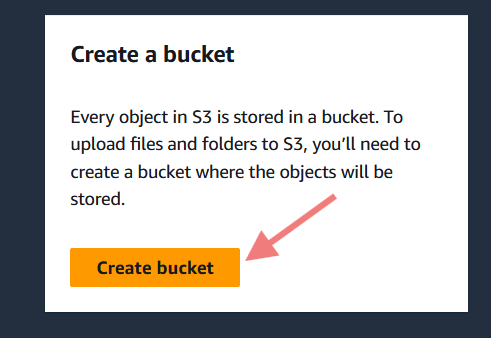 Create a bucket
Every object in S3 is stored in a bucket. To
upload files and folders to S3, you’ll need to
create a bucket where the objects will be
stored.
Create bucket